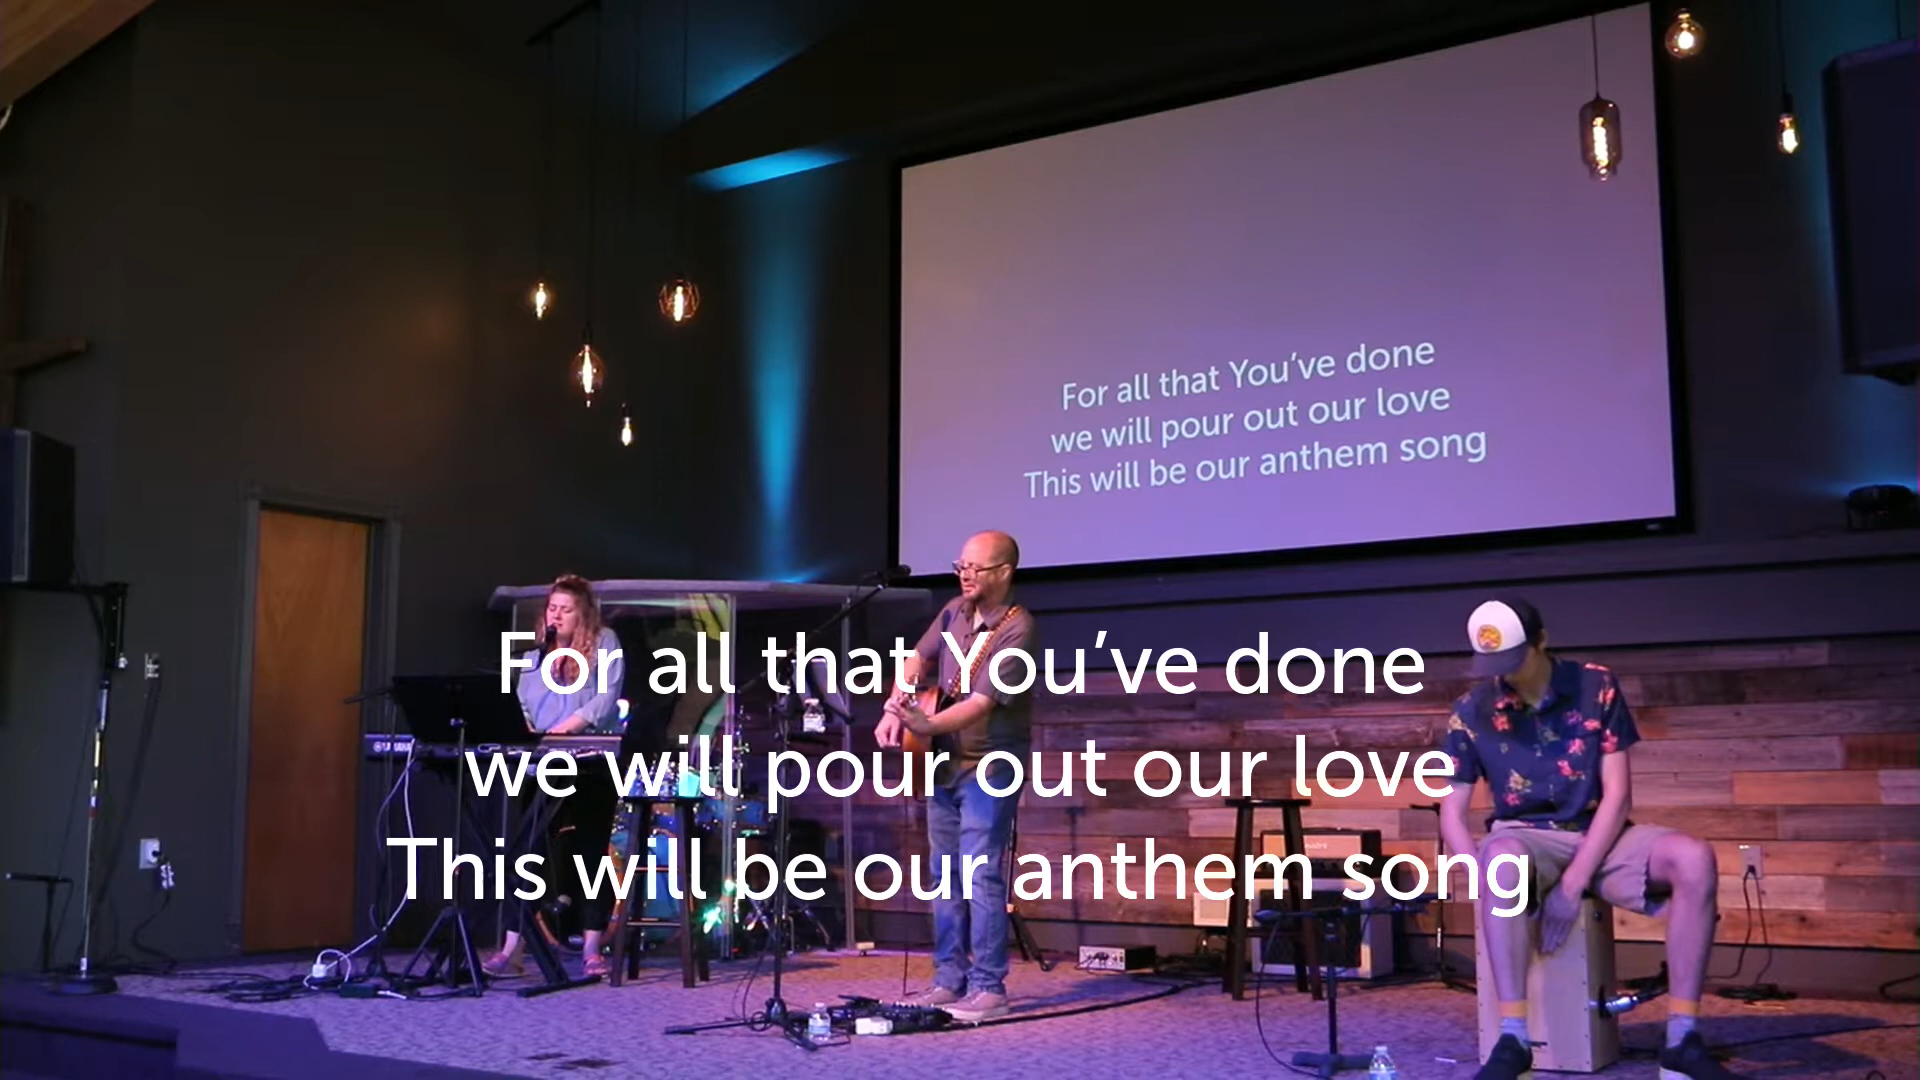 For all that You've done
we will pour out our love
This will be our anthem song
For all that You've done
we will pour out our love
This will be our anthem song
YAMAHA